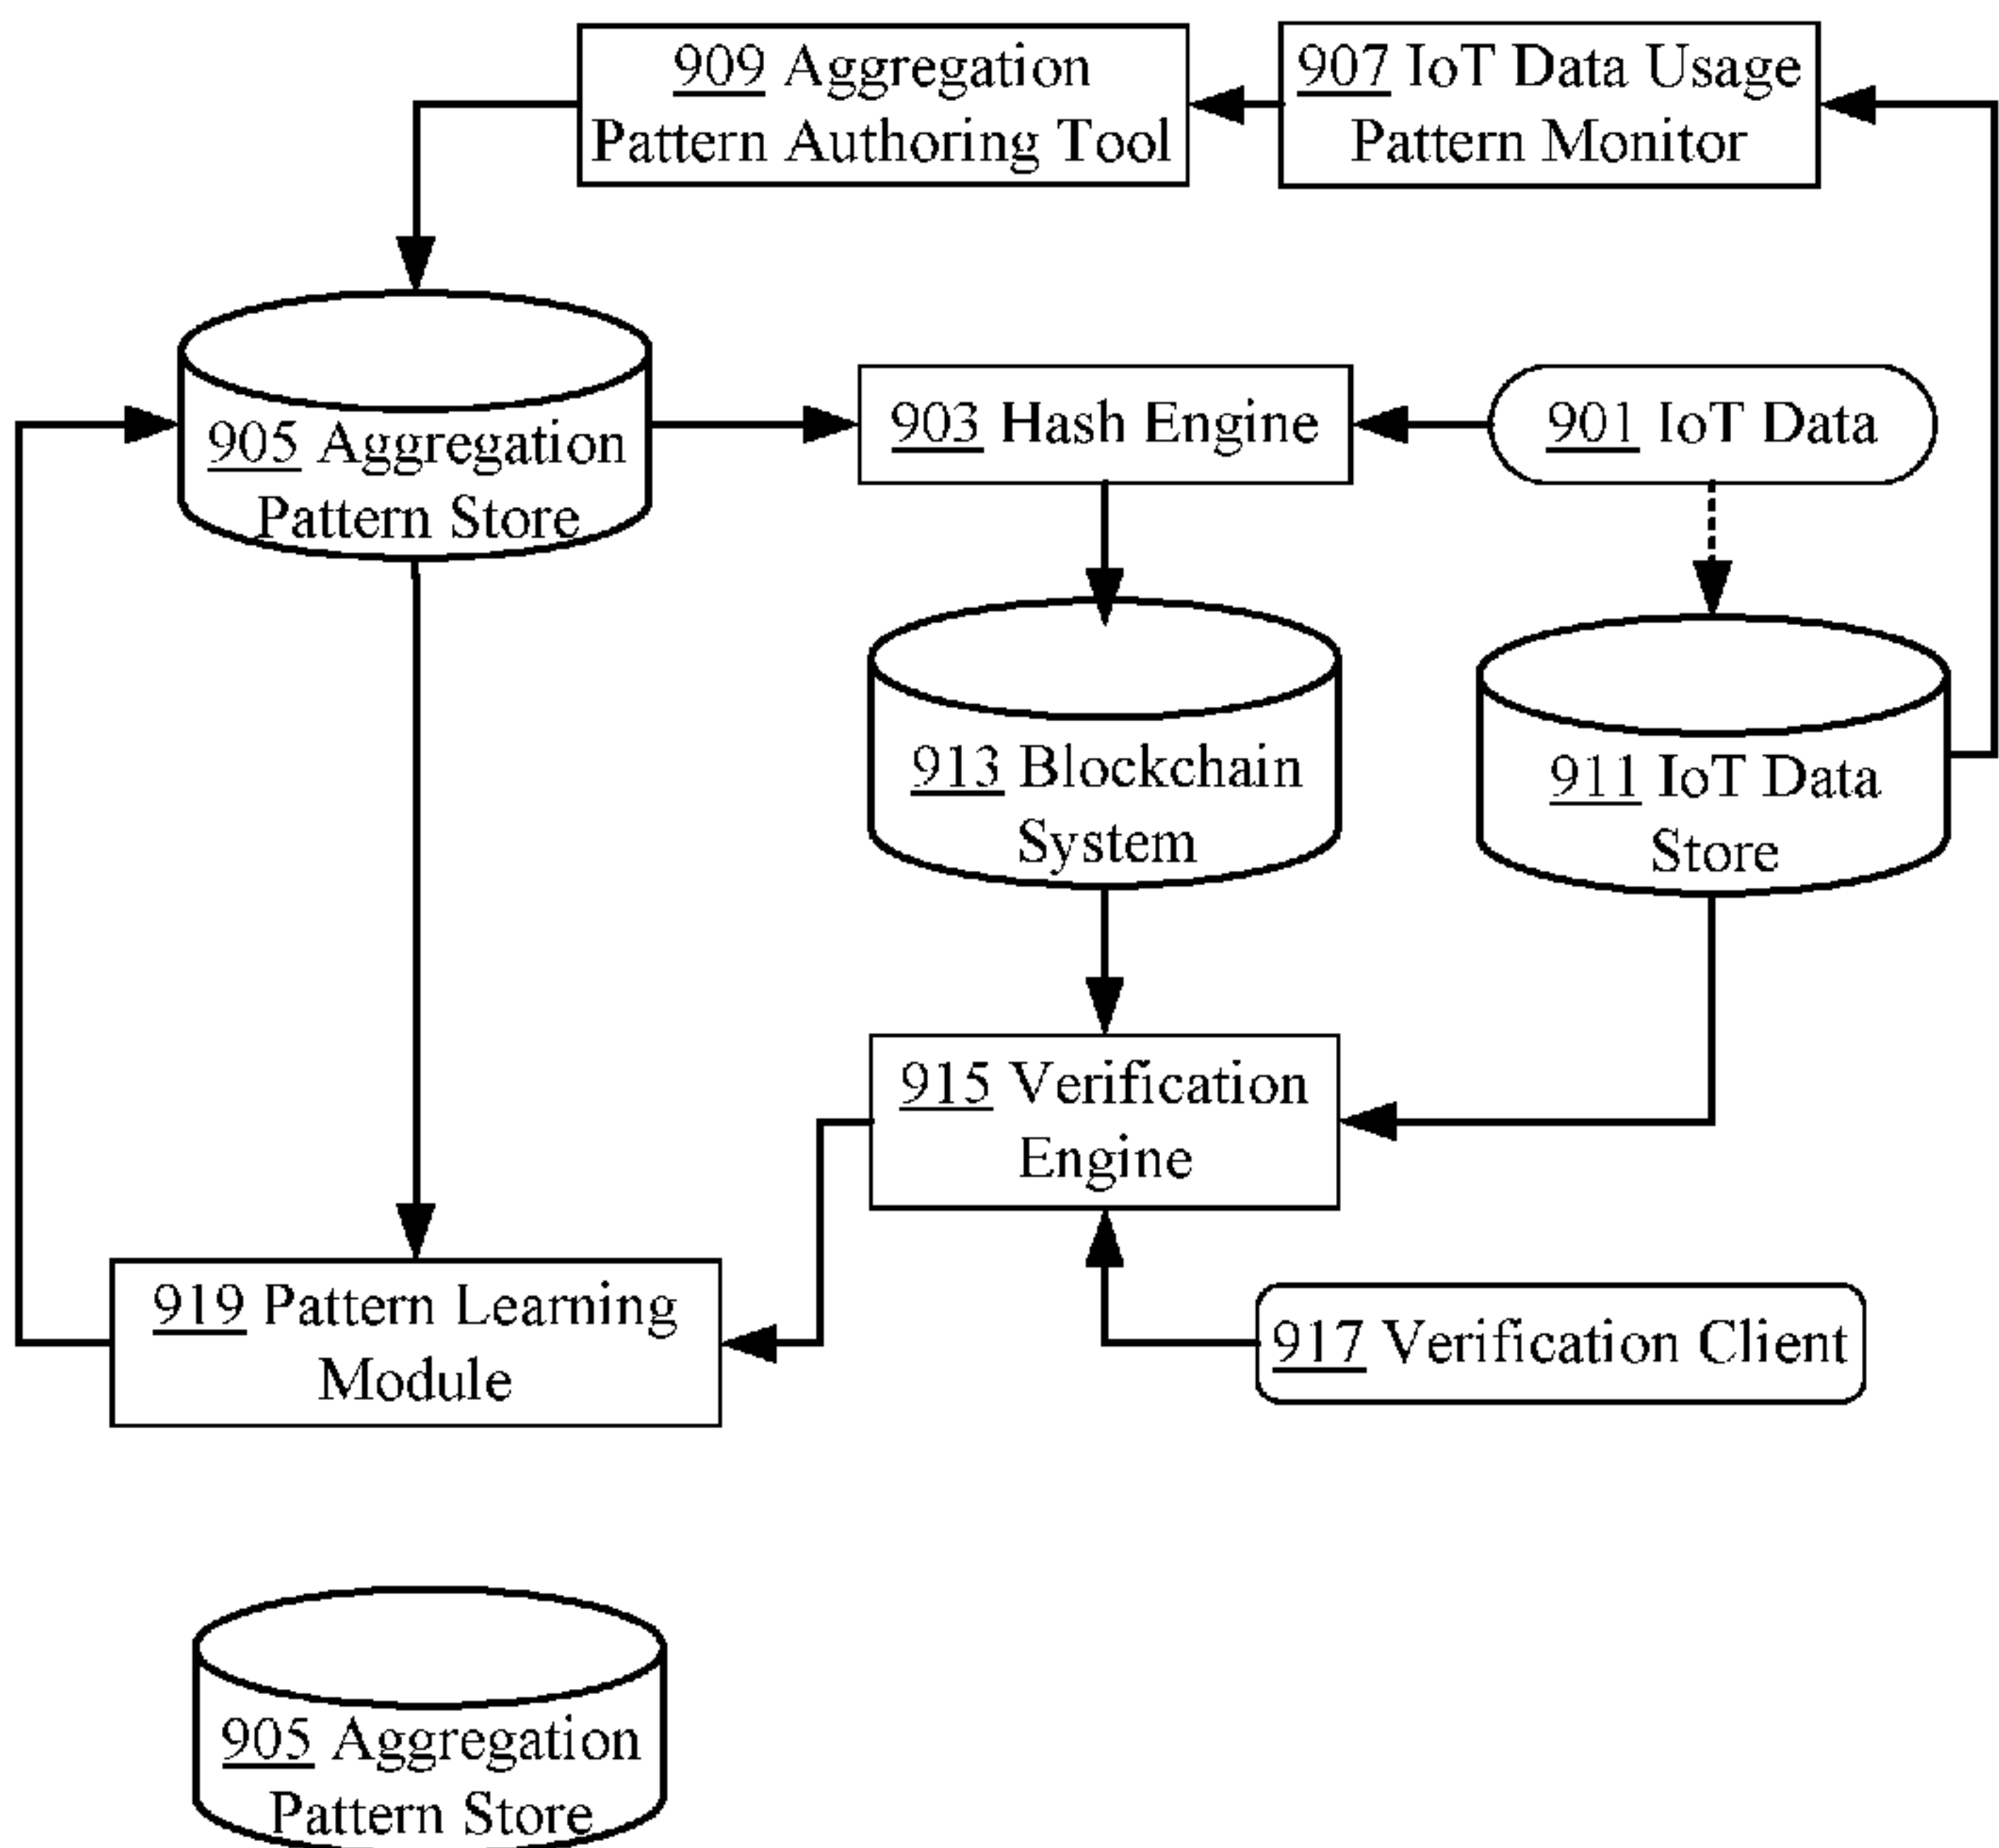 909 Aggregation
Pattern Authoring Tool
907 IoT Data Usage
Pattern Monitor
905 Aggregation
Pattern Store
903 Hash Engine
901 IoT Data
913 Blockchain
System
911 IoT Data
Store
915 Verification
Engine
919 Pattern Learning
Module
917 Verification Client
905 Aggregation
Pattern Store